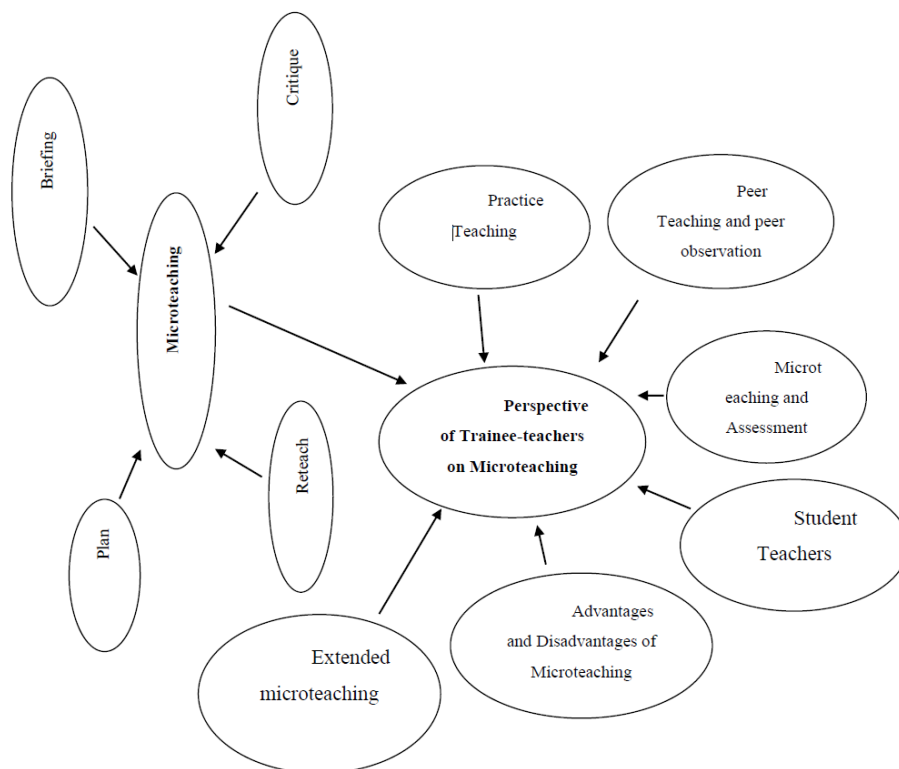 Briefing
Critique
Microteaching
Plan
Reteach
Practice
Teaching
Peer
Teaching and peer
observation
Microt
eaching and
Assessment
Perspective
of Trainee-teachers
on Microteaching
Student
Teachers
Advantages
and Disadvantages of
Microteaching
Extended
microteaching